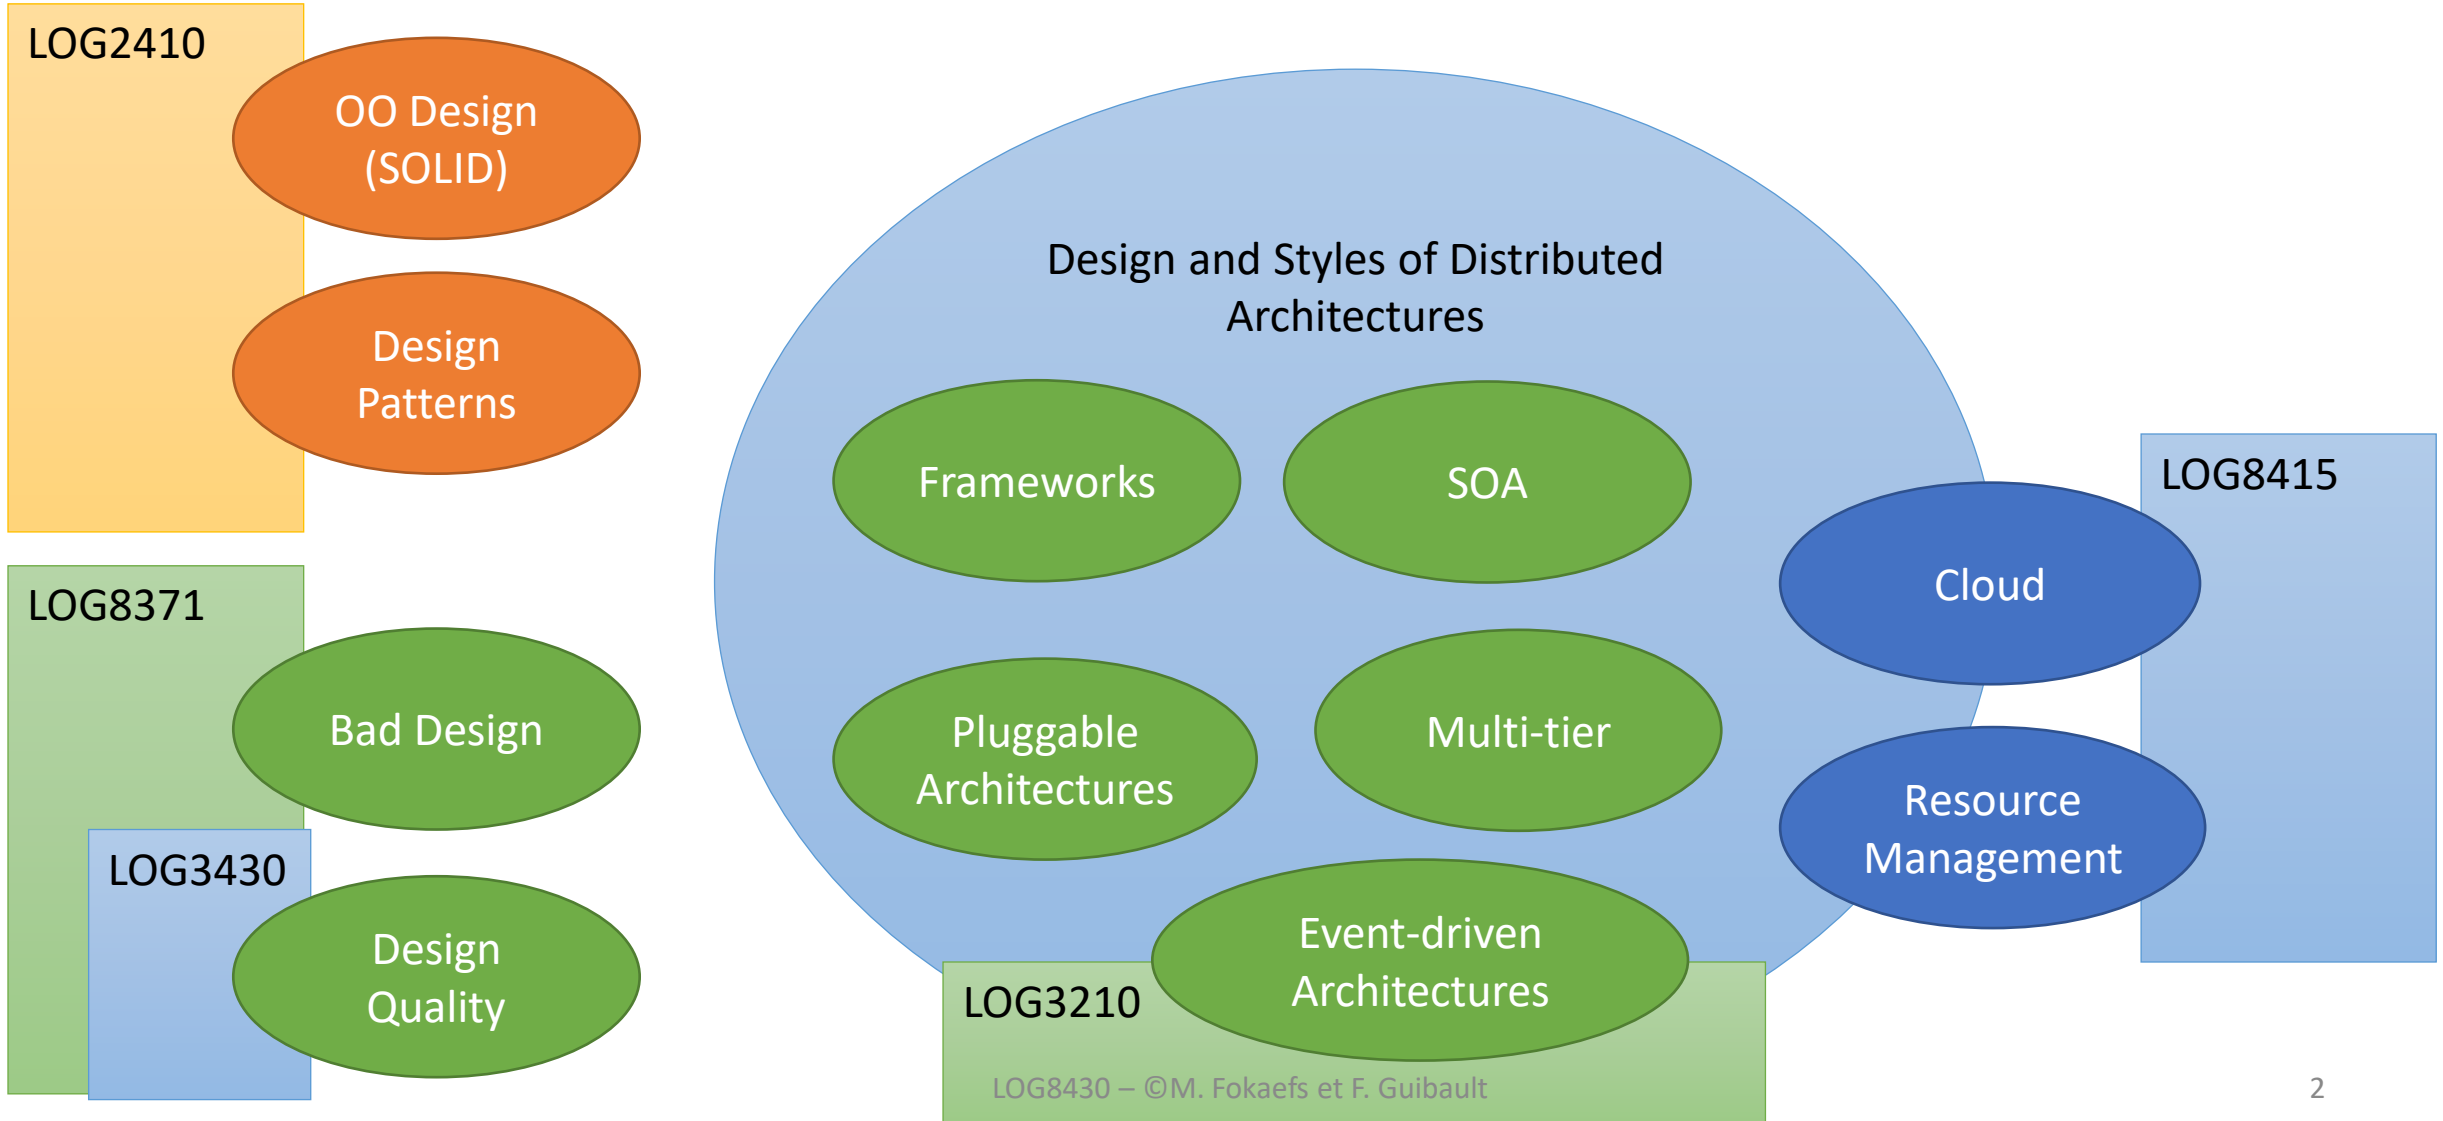 LOG2410
OO Design
(SOLID)
Design
Patterns
LOG8371
Bad Design
LOG3430
Design
Quality
Design and Styles of Distributed
Architectures
Frameworks
SOA
Pluggable
Architectures
Multi-tier
Event-driven
Architectures
LOG3210
Cloud
Resource
Management
LOG8415
LOG8430 – ©M. Fokaefs et F. Guibault
2